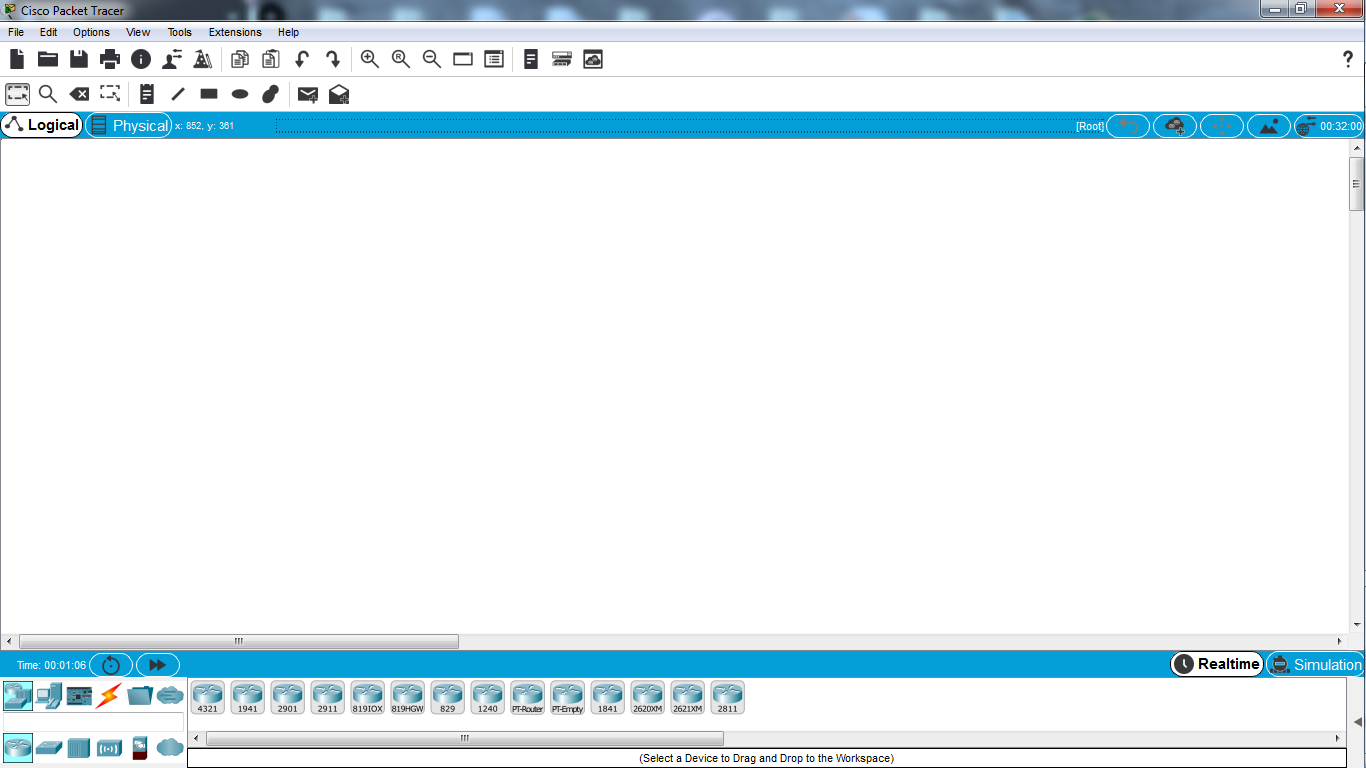 Cisco Packet Tracer
File Edit Options View Tools Extensions Help
Logical Physical x: 852, y: 361 [Root] 00:32:00
Time: 00:01:06 Realtime Simulation
4321 1941 2901 2911 819IOX 819HGW 829 1240 PT-Router PT-Empty 1841 2620XM 2621XM 2811
(Select a Device to Drag and Drop to the Workspace)